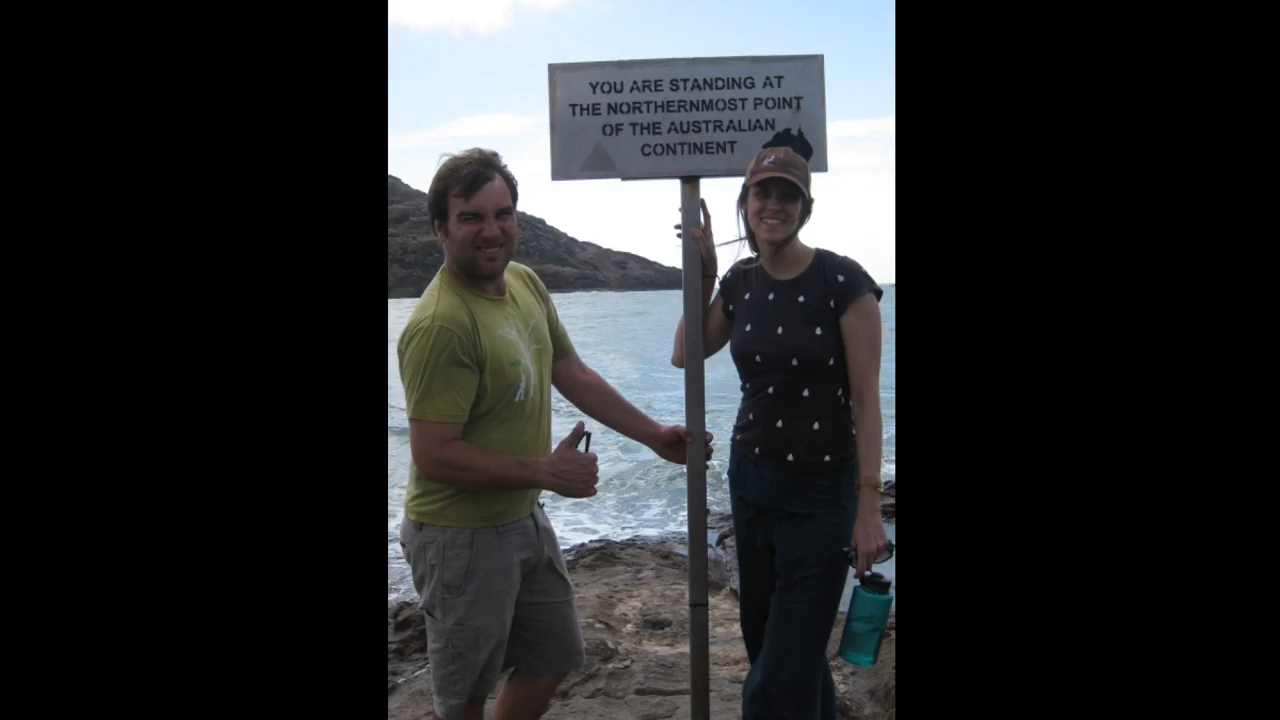 YOU ARE STANDING AT
THE NORTHERNMOST POINT
OF THE AUSTRALIAN
CONTINENT